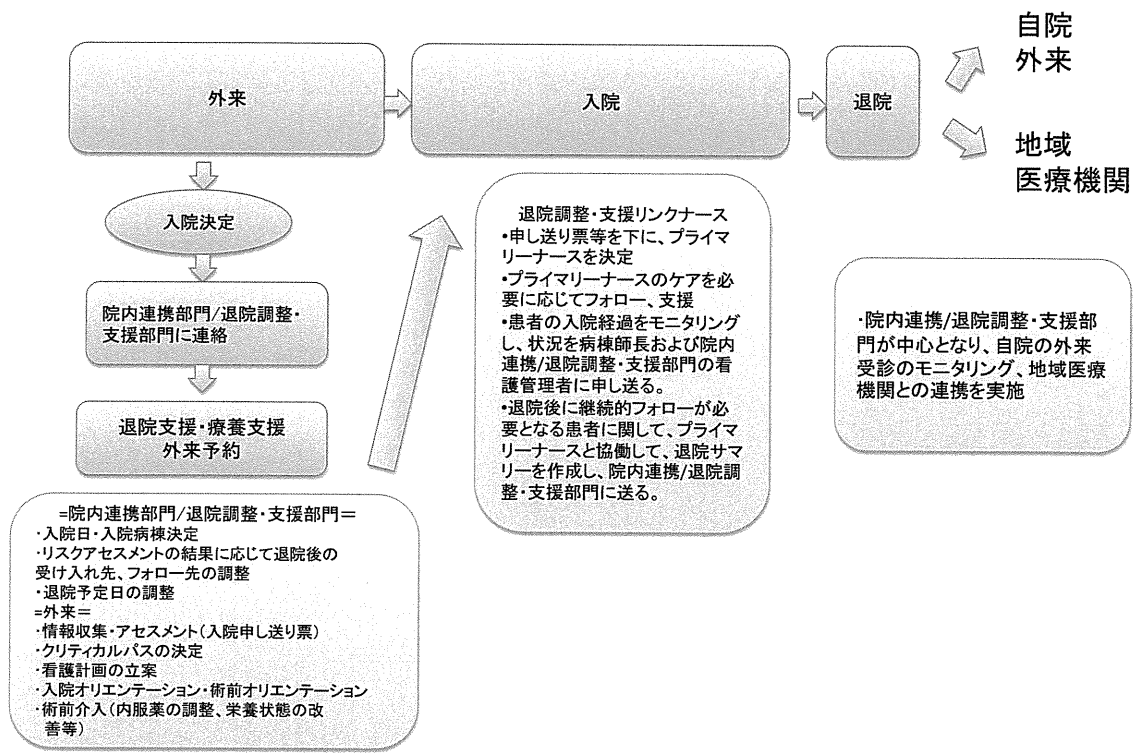 外来
入院
退院
自院
外来
地域
医療機関
入院決定
院内連携部門/退院調整・
支援部門に連絡
退院支援・療養支援
外来予約
=院内連携部門/退院調整・支援部門＝
・入院日・入院病棟決定
・リスクアセスメントの結果に応じて退院後の
受け入れ先、フォロー先の調整
・退院予定日の調整
=外来＝
・情報収集・アセスメント(入院申し送り票)
・クリティカルパスの決定
・看護計画の立案
・入院オリエンテーション・術前オリエンテーション
・術前介入(内服薬の調整、栄養状態の改
善等)
退院調整・支援リンクナース
•申し送り票等を下に、プライマ
リーナースを決定
•プライマリーナースのケアを必
要に応じてフォロー、支援
•患者の入院経過をモニタリング
し、状況を病棟師長および院内
連携/退院調整・支援部門の看
護管理者に申し送る。
•退院後に継続的フォローが必
要となる患者に関して、プライマ
リーナースと協働して、退院サマ
リーを作成し、院内連携/退院調
整・支援部門に送る。
・院内連携/退院調整・支援部
門が中心となり、自院の外来
受診のモニタリング、地域医療
機関との連携を実施